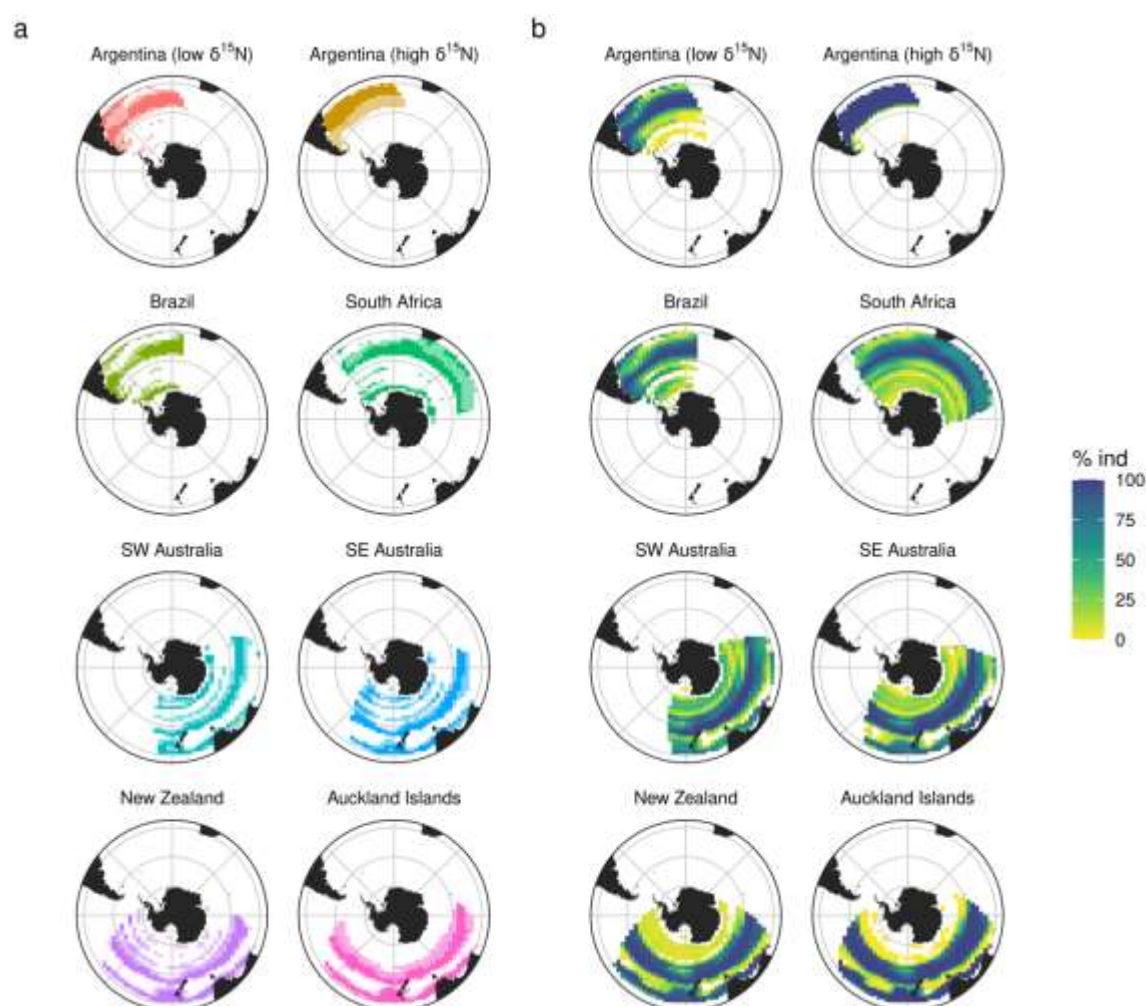 a
b
Argentina (low δ¹⁵N) Argentina (high δ¹⁵N) Argentina (low δ¹⁵N) Argentina (high δ¹⁵N)
Brazil South Africa Brazil South Africa
% ind
100
75
50
25
0
SW Australia SE Australia SW Australia SE Australia
New Zealand Auckland Islands New Zealand Auckland Islands